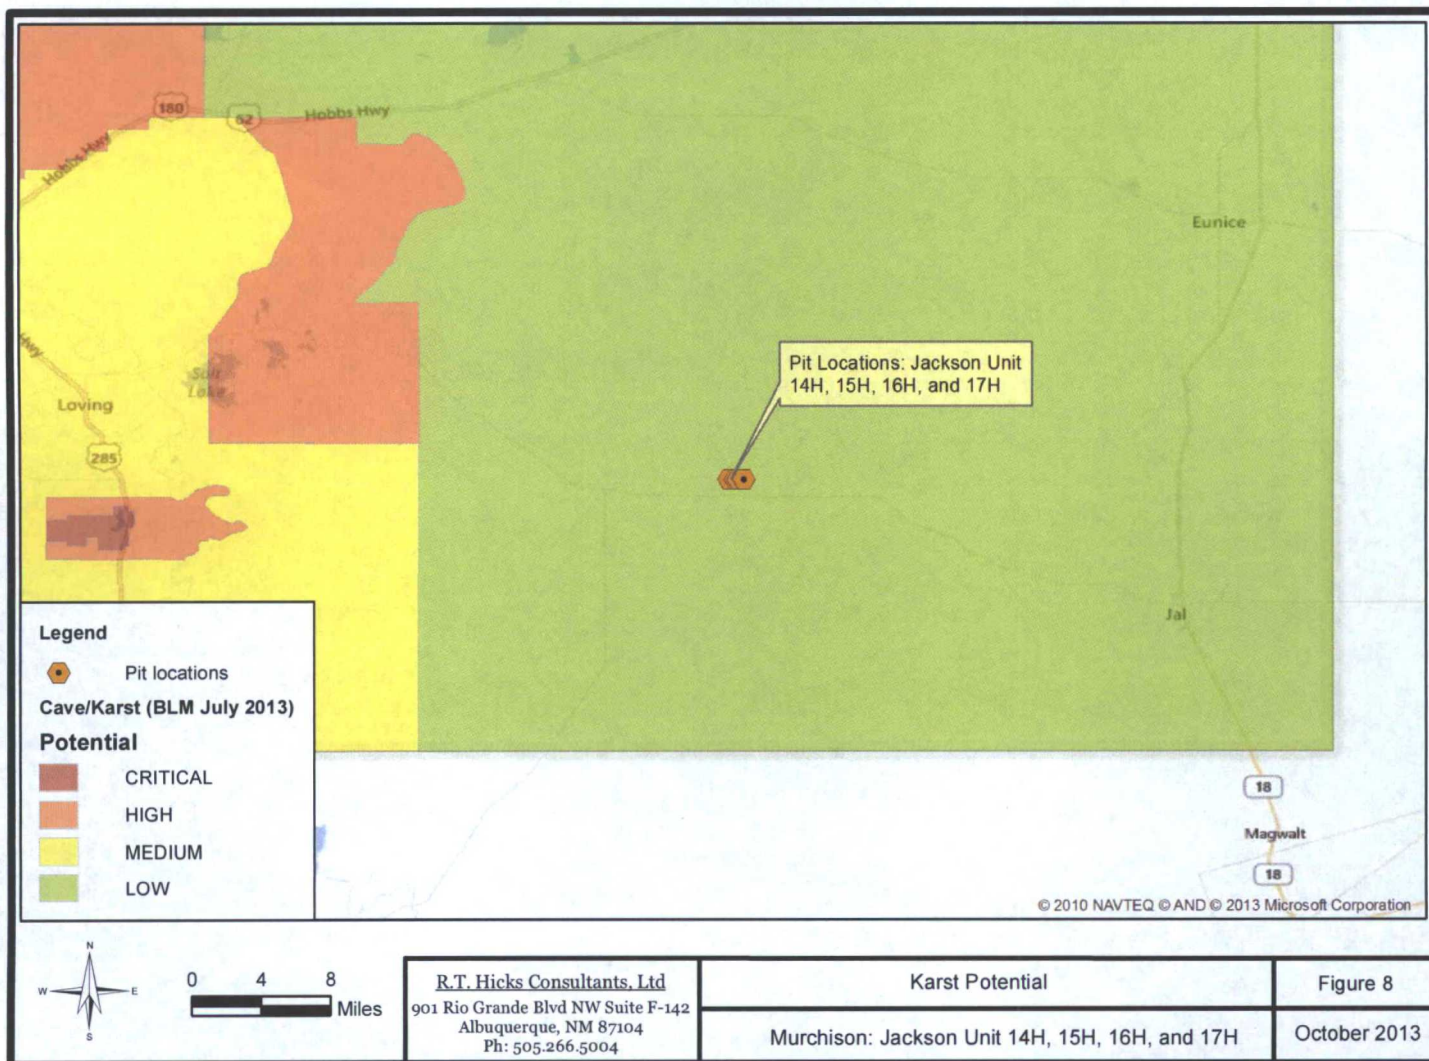 180
62
Hobbs Hwy
Hobbs Hwy
Eunice
Pit Locations: Jackson Unit
14H, 15H, 16H, and 17H
Hwy
Salt
Lake
Loving
285
Jal
Legend
Pit locations
Cave/Karst (BLM July 2013)
Potential
CRITICAL
HIGH
MEDIUM
LOW
18
Magwalt
18
© 2010 NAVTEQ © AND © 2013 Microsoft Corporation
N
W
E
S
0 4 8
Miles
R.T. Hicks Consultants, Ltd
901 Rio Grande Blvd NW Suite F-142
Albuquerque, NM 87104
Ph: 505.266.5004
Karst Potential
Murchison: Jackson Unit 14H, 15H, 16H, and 17H
Figure 8
October 2013